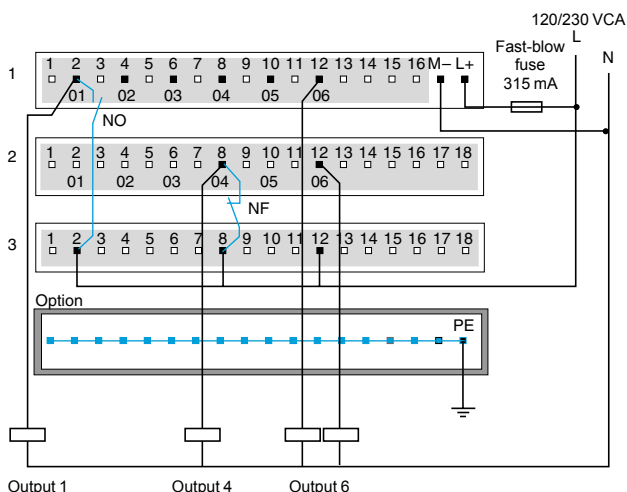 120/230 VCA
L
Fast-blow
fuse
315 mA
N
1
1 2 3 4 5 6 7 8 9 10 11 12 13 14 15 16 M– L+
01 02 03 04 05 06
NO
2
1 2 3 4 5 6 7 8 9 10 11 12 13 14 15 16 17 18
01 02 03 04 05 06
NF
3
1 2 3 4 5 6 7 8 9 10 11 12 13 14 15 16 17 18
Option
PE
Output 1 Output 4 Output 6